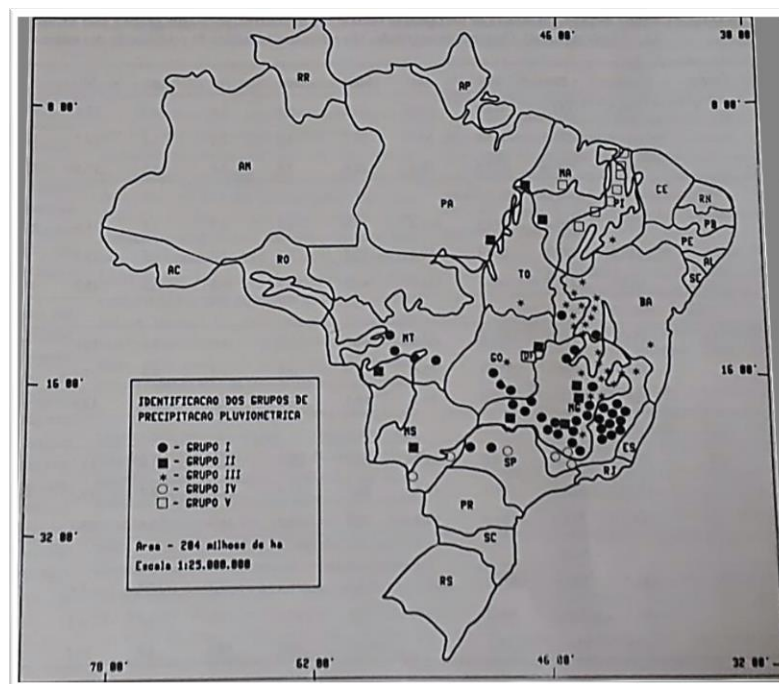 46 00'
30 00
0 00'
0 00'
RR
AP
AM
PA
MA
CE
RN
PI
PB
PE
AL
SE
AC
RO
TO
BA
MT
GO
DF
16 00'
16 00'
IDENTIFICACAO DOS GRUPOS DE
PRECIPITACAO PLUVIOMETRICA
- GRUPO I
- GRUPO II
- GRUPO III
- GRUPO IV
- GRUPO V
Area - 204 milhoes de ha
Escala 1:25.000.000
MG
MS
ES
SP
RJ
PR
32 00'
SC
RS
70 00'
62 00'
46 00'
32 00'